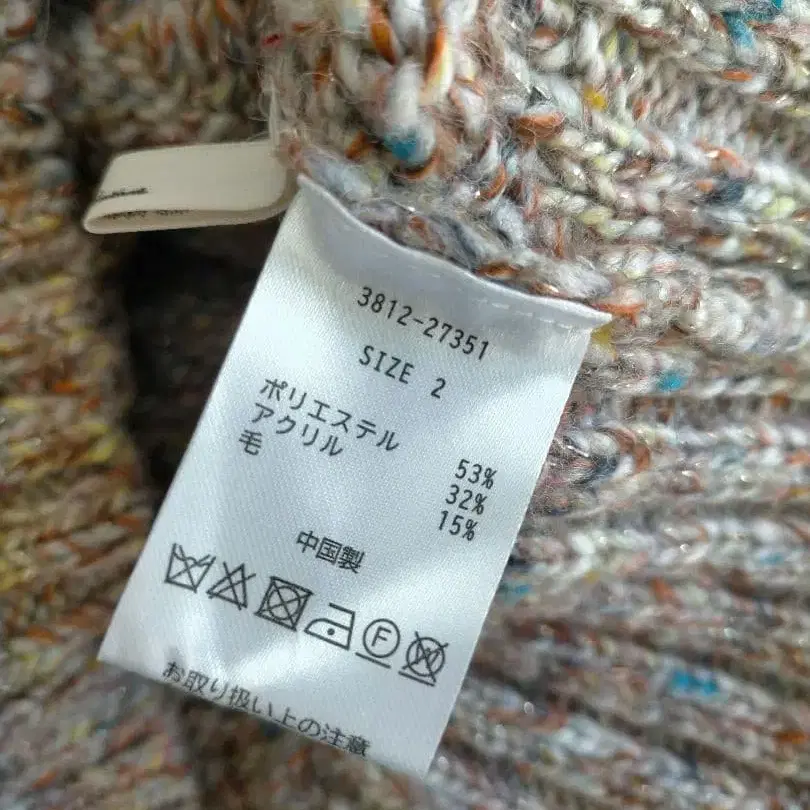 3812-27351
SIZE 2
ポリエステル 53%
アクリル 32%
毛 15%
中国製
F W
お取り扱い上の注意